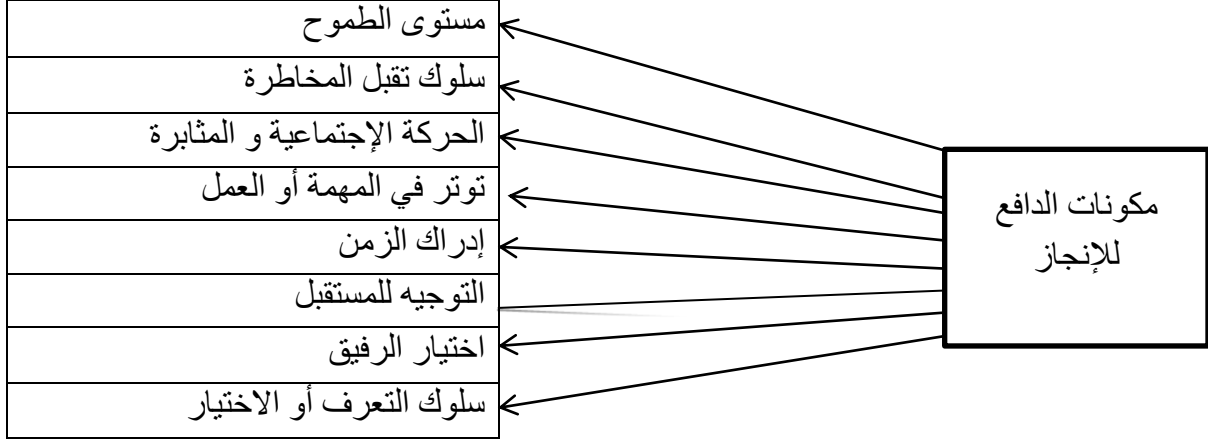 مكونات الدافع
للإنجاز
مستوى الطموح
سلوك تقبل المخاطرة
الحركة الإجتماعية و المثابرة
توتر في المهمة أو العمل
إدراك الزمن
التوجيه للمستقبل
اختيار الرفيق
سلوك التعرف أو الاختيار